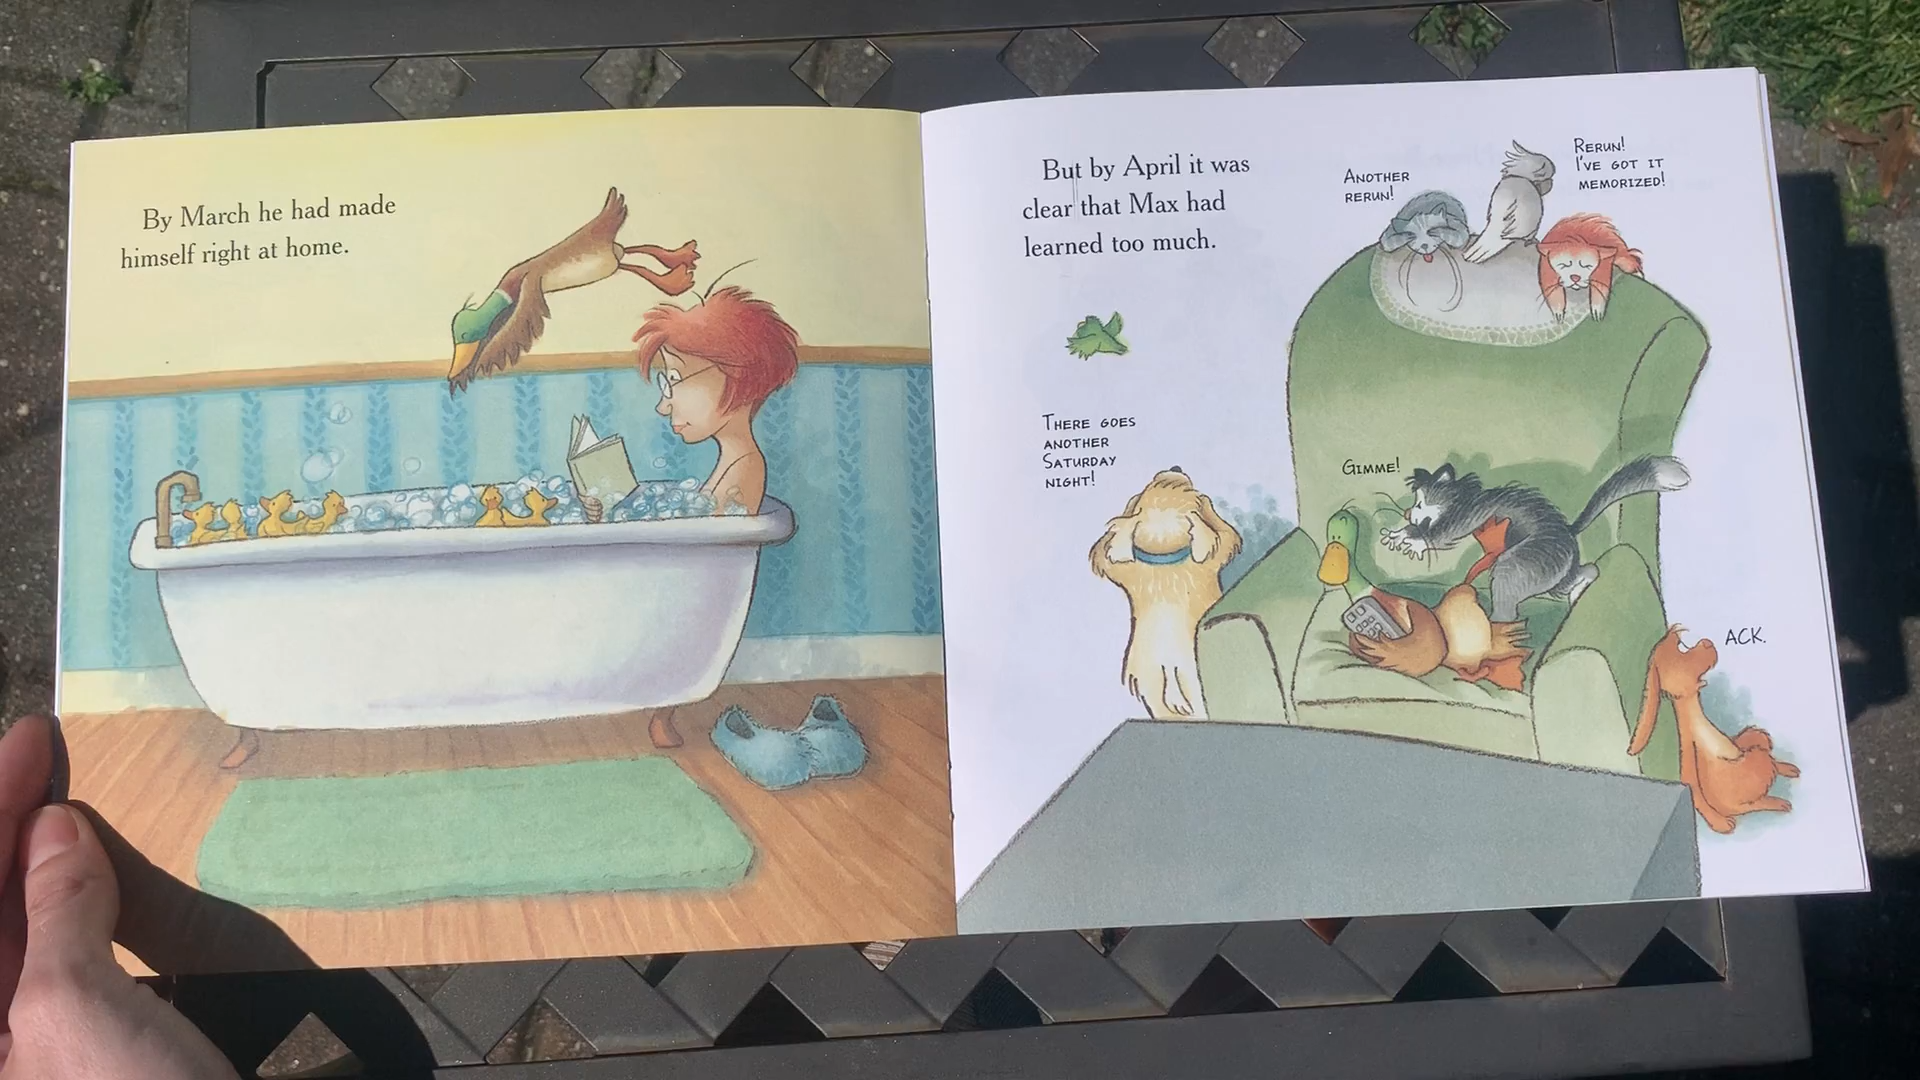 By March he had made
himself right at home.
But by April it was
clear that Max had
learned too much.
ANOTHER
RERUN!
RERUN!
I'VE GOT IT
MEMORIZED!
THERE GOES
ANOTHER
SATURDAY
NIGHT!
GIMME!
ACK.